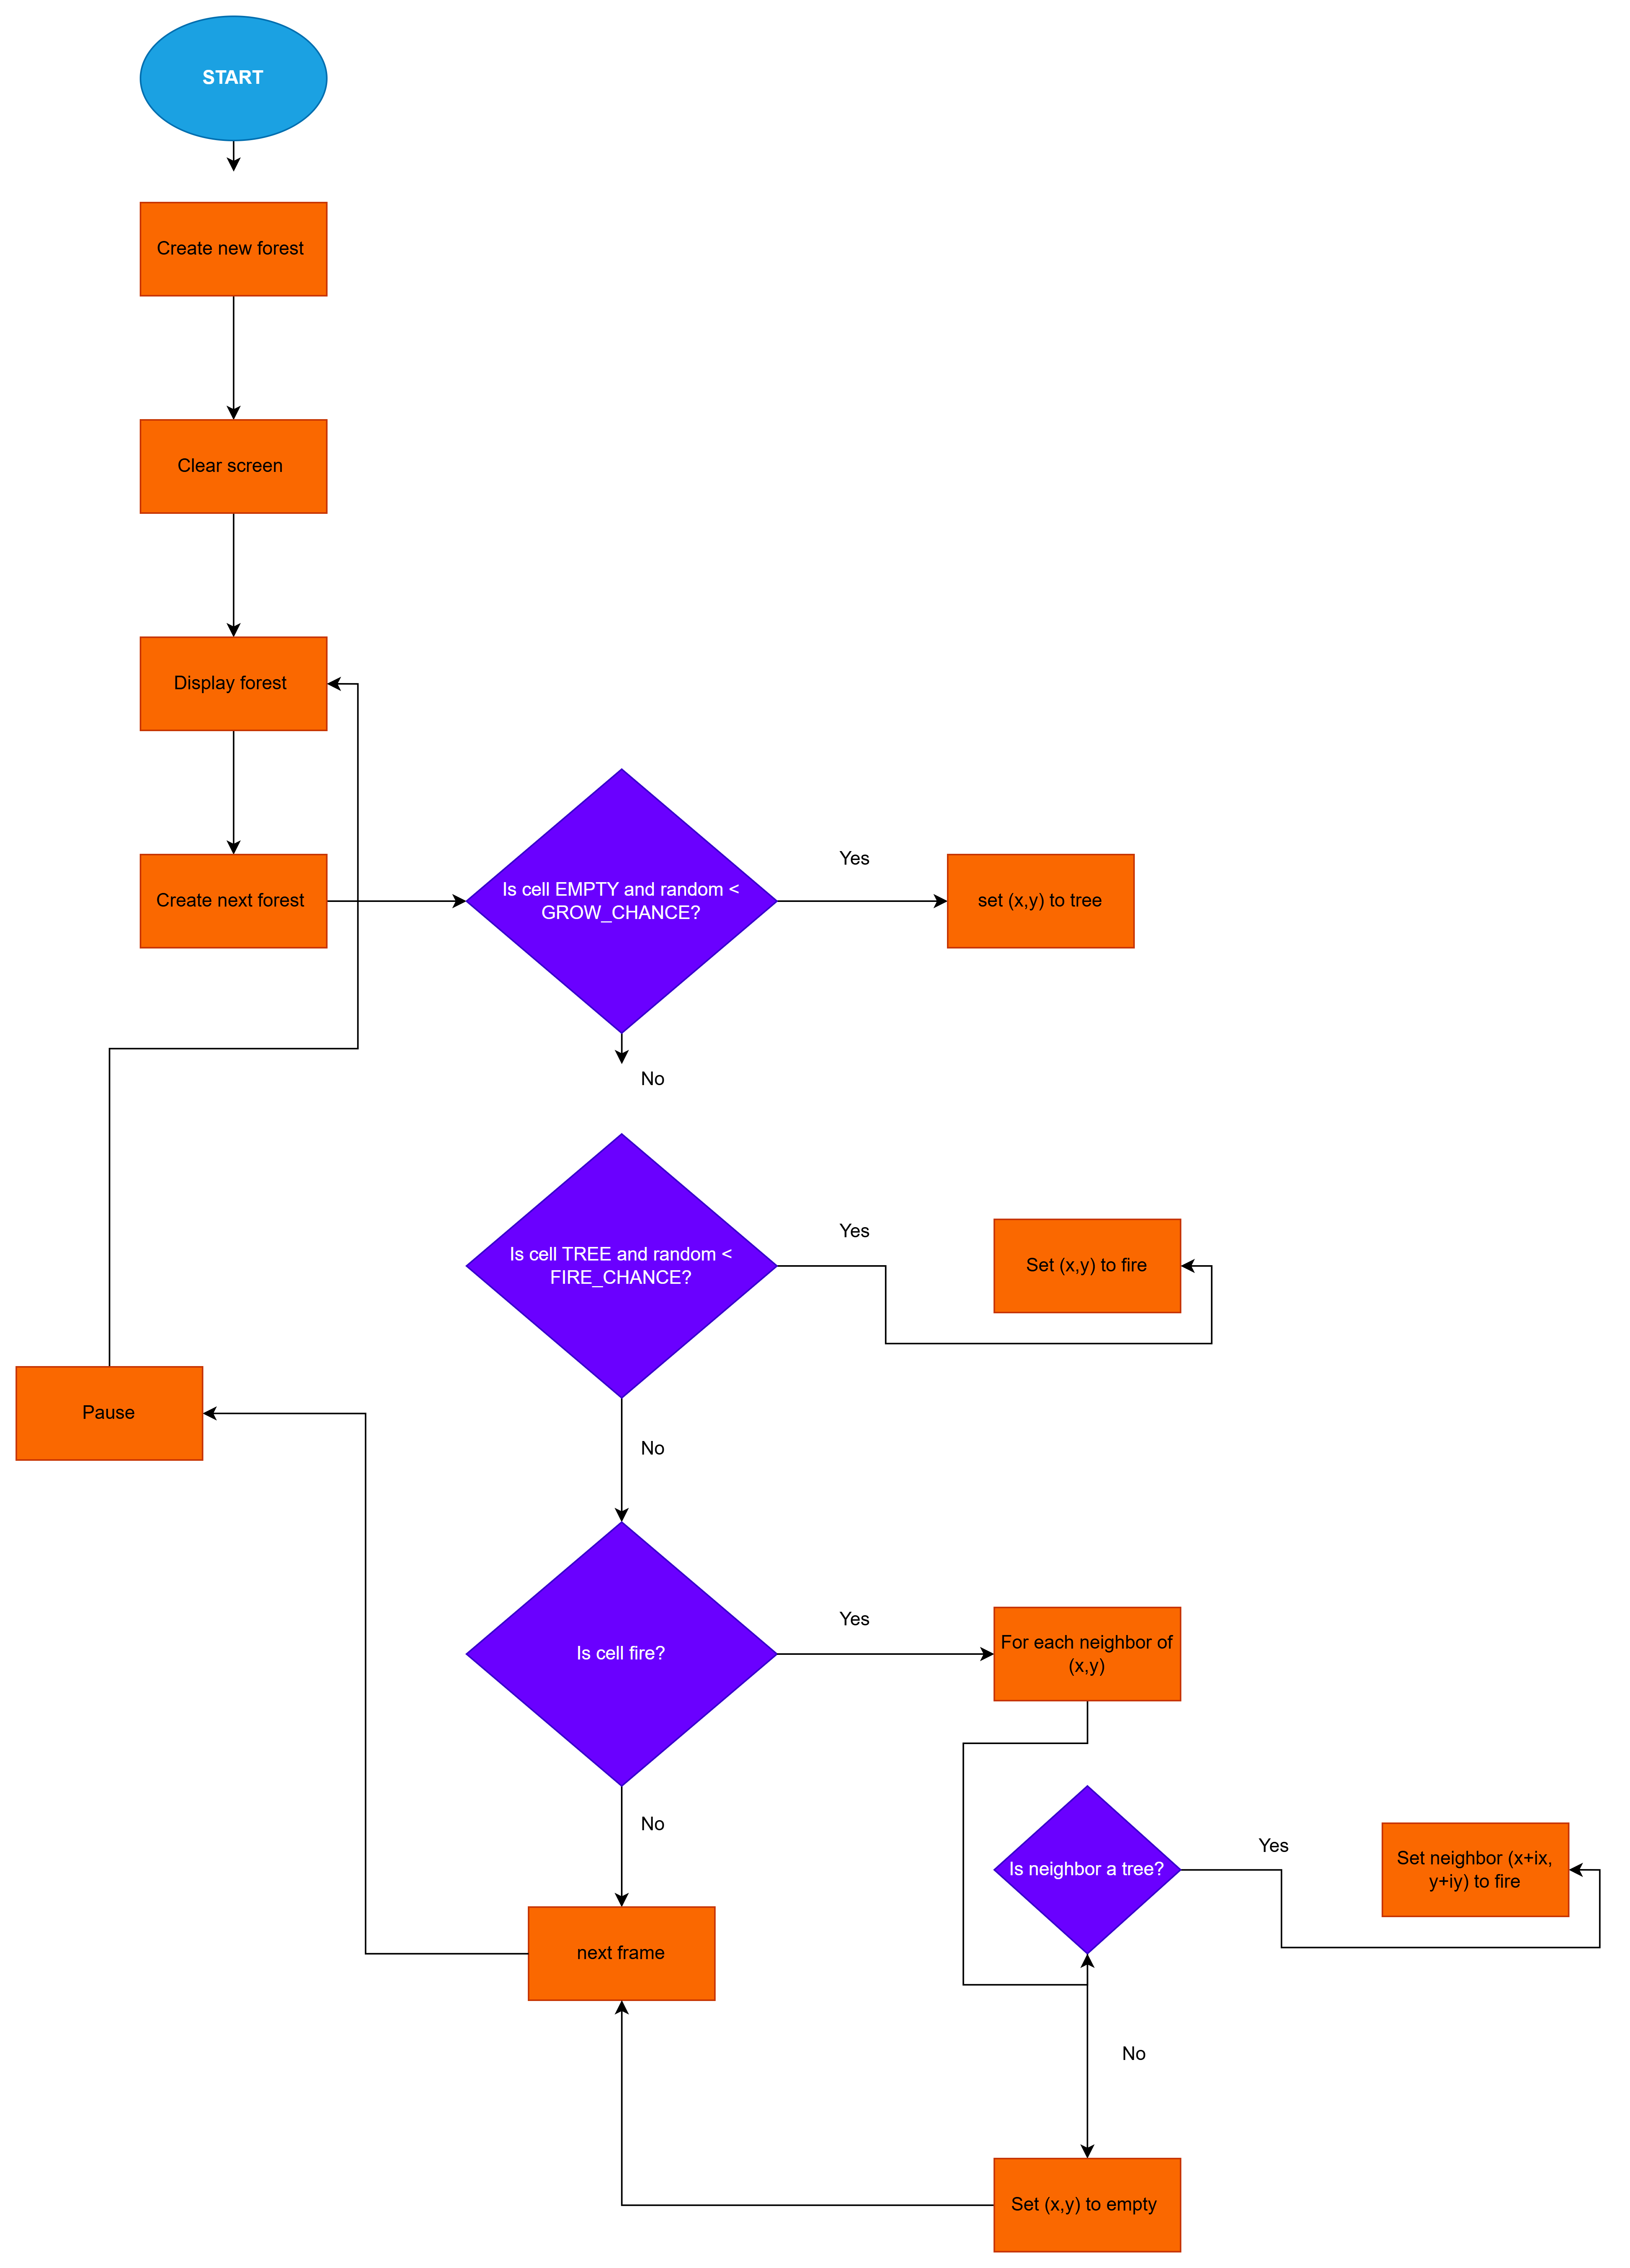 START
Create new forest
Clear screen
Display forest
Create next forest
Is cell EMPTY and random <
GROW_CHANCE?
Yes
set (x,y) to tree
No
Is cell TREE and random <
FIRE_CHANCE?
Yes
Set (x,y) to fire
Pause
No
Is cell fire?
Yes
For each neighbor of
(x,y)
No
Is neighbor a tree?
Yes
Set neighbor (x+ix,
y+iy) to fire
next frame
No
Set (x,y) to empty